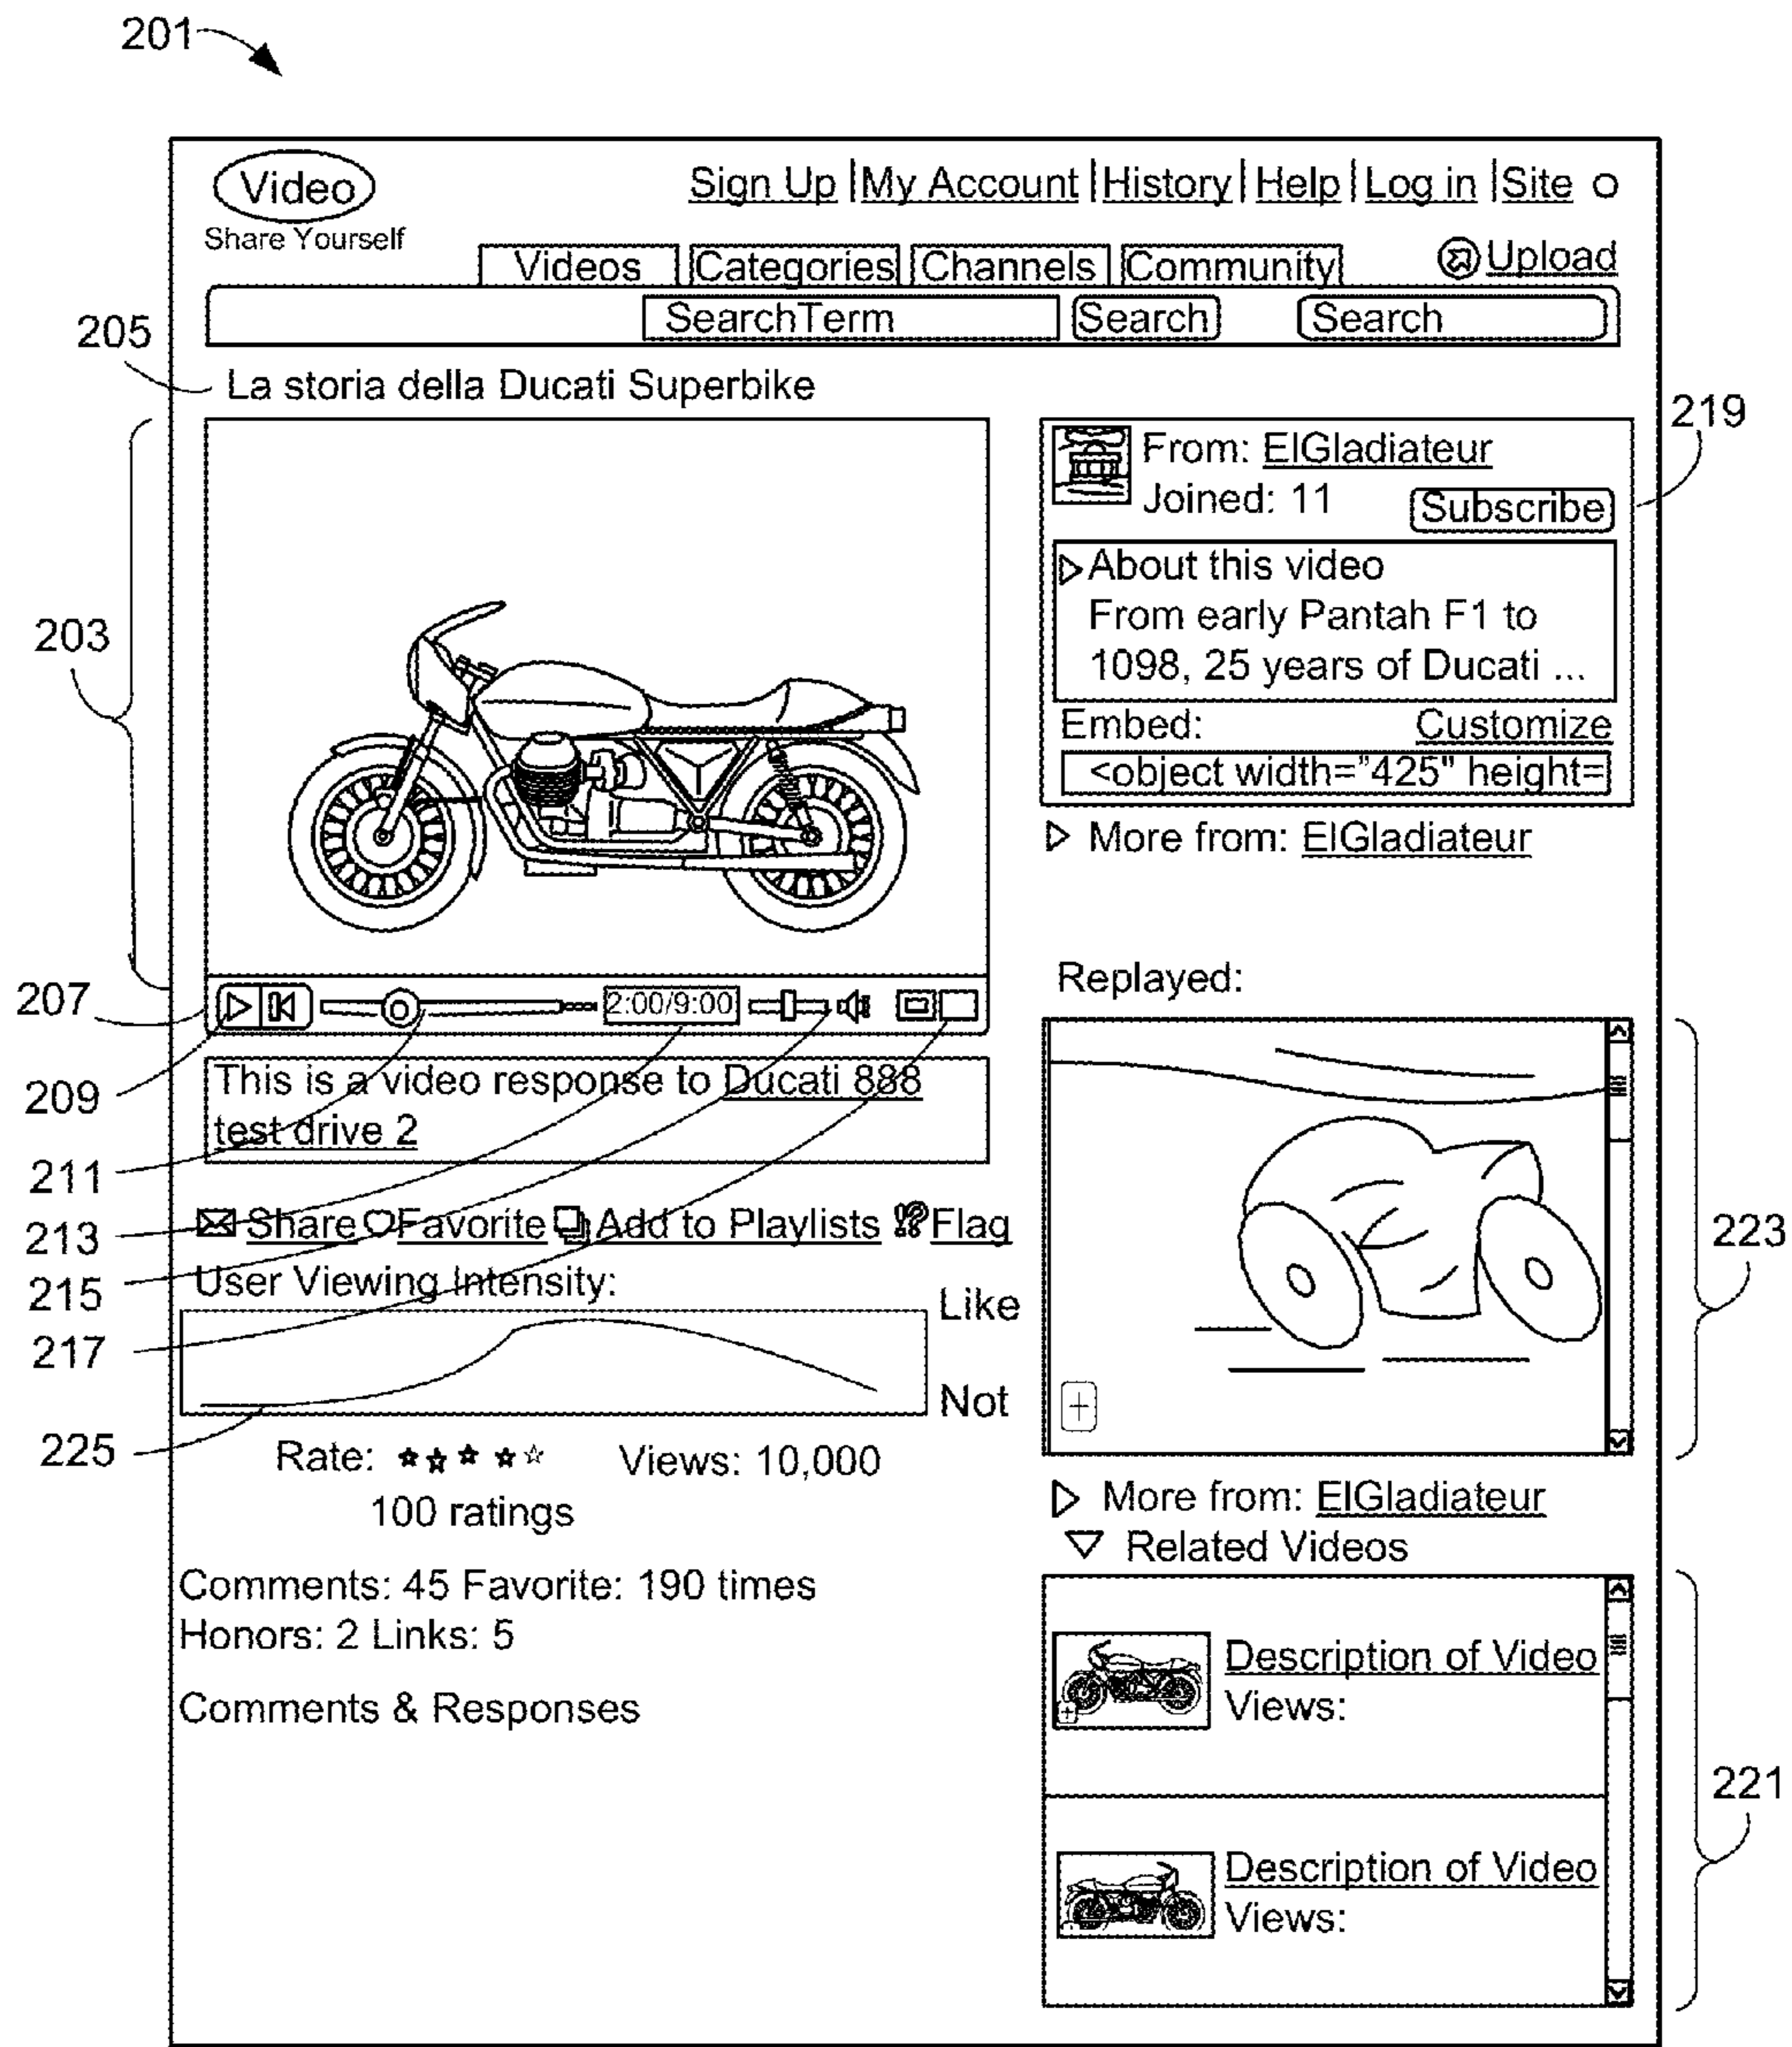 201
Video
Share Yourself
Sign Up | My Account | History | Help | Log in | Site
Videos Categories Channels Community Upload
SearchTerm Search Search
205
La storia della Ducati Superbike
203
219
From: ElGladiateur
Joined: 11
Subscribe
About this video
From early Pantah F1 to
1098, 25 years of Ducati ...
Embed: Customize
<object width="425" height=
More from: ElGladiateur
207
2:00/9:00
209
This is a video response to Ducati 888
test drive 2
211
213
215
217
Share Favorite Add to Playlists !? Flag
User Viewing Intensity:
Like
Not
225
Rate: Views: 10,000
100 ratings
Comments: 45 Favorite: 190 times
Honors: 2 Links: 5
Comments & Responses
Replayed:
223
+
More from: ElGladiateur
Related Videos
221
+
Description of Video
Views:
Description of Video
Views: